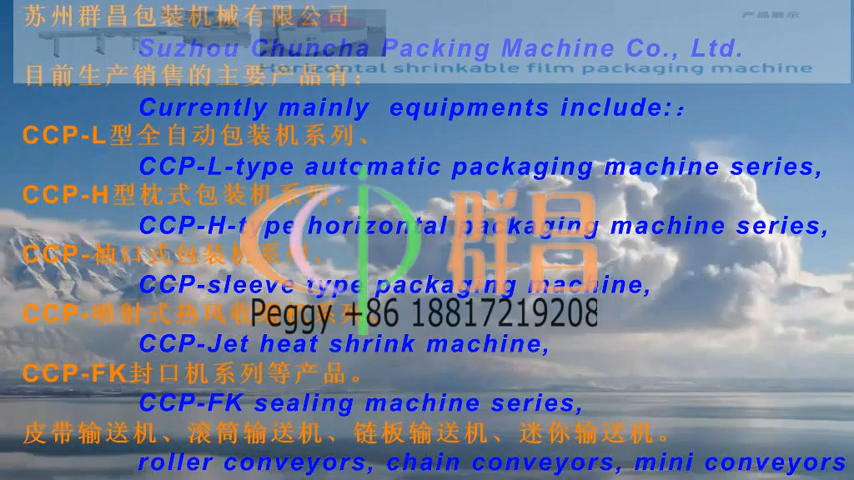 苏州群昌包装机械有限公司
产品展示
Suzhou Chuncha Packing Machine Co., Ltd.
Horizontal shrinkable film packaging machine
目前生产销售的主要产品有：
Currently mainly equipments include:：
CCP-L型全自动包装机系列、
CCP-L-type automatic packaging machine series,
CCP-H型枕式包装机系列、
群昌
CCP-H-type horizontal packaging machine series,
CCP-袖口式包装机系列、
CCP-sleeve type packaging machine,
CCP-喷射式热风收
Peggy +86 18817219208
CCP-Jet heat shrink machine,
CCP-FK封口机系列等产品。
CCP-FK sealing machine series,
皮带输送机、滚筒输送机、链板输送机、迷你输送机。
roller conveyors, chain conveyors, mini conveyors